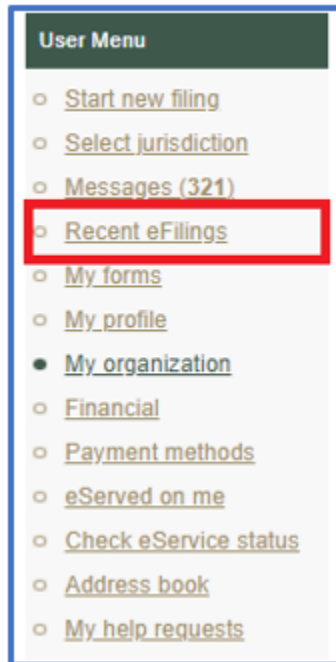 User Menu
Start new filing
Select jurisdiction
Messages (321)
Recent eFilings
My forms
My profile
My organization
Financial
Payment methods
eServed on me
Check eService status
Address book
My help requests